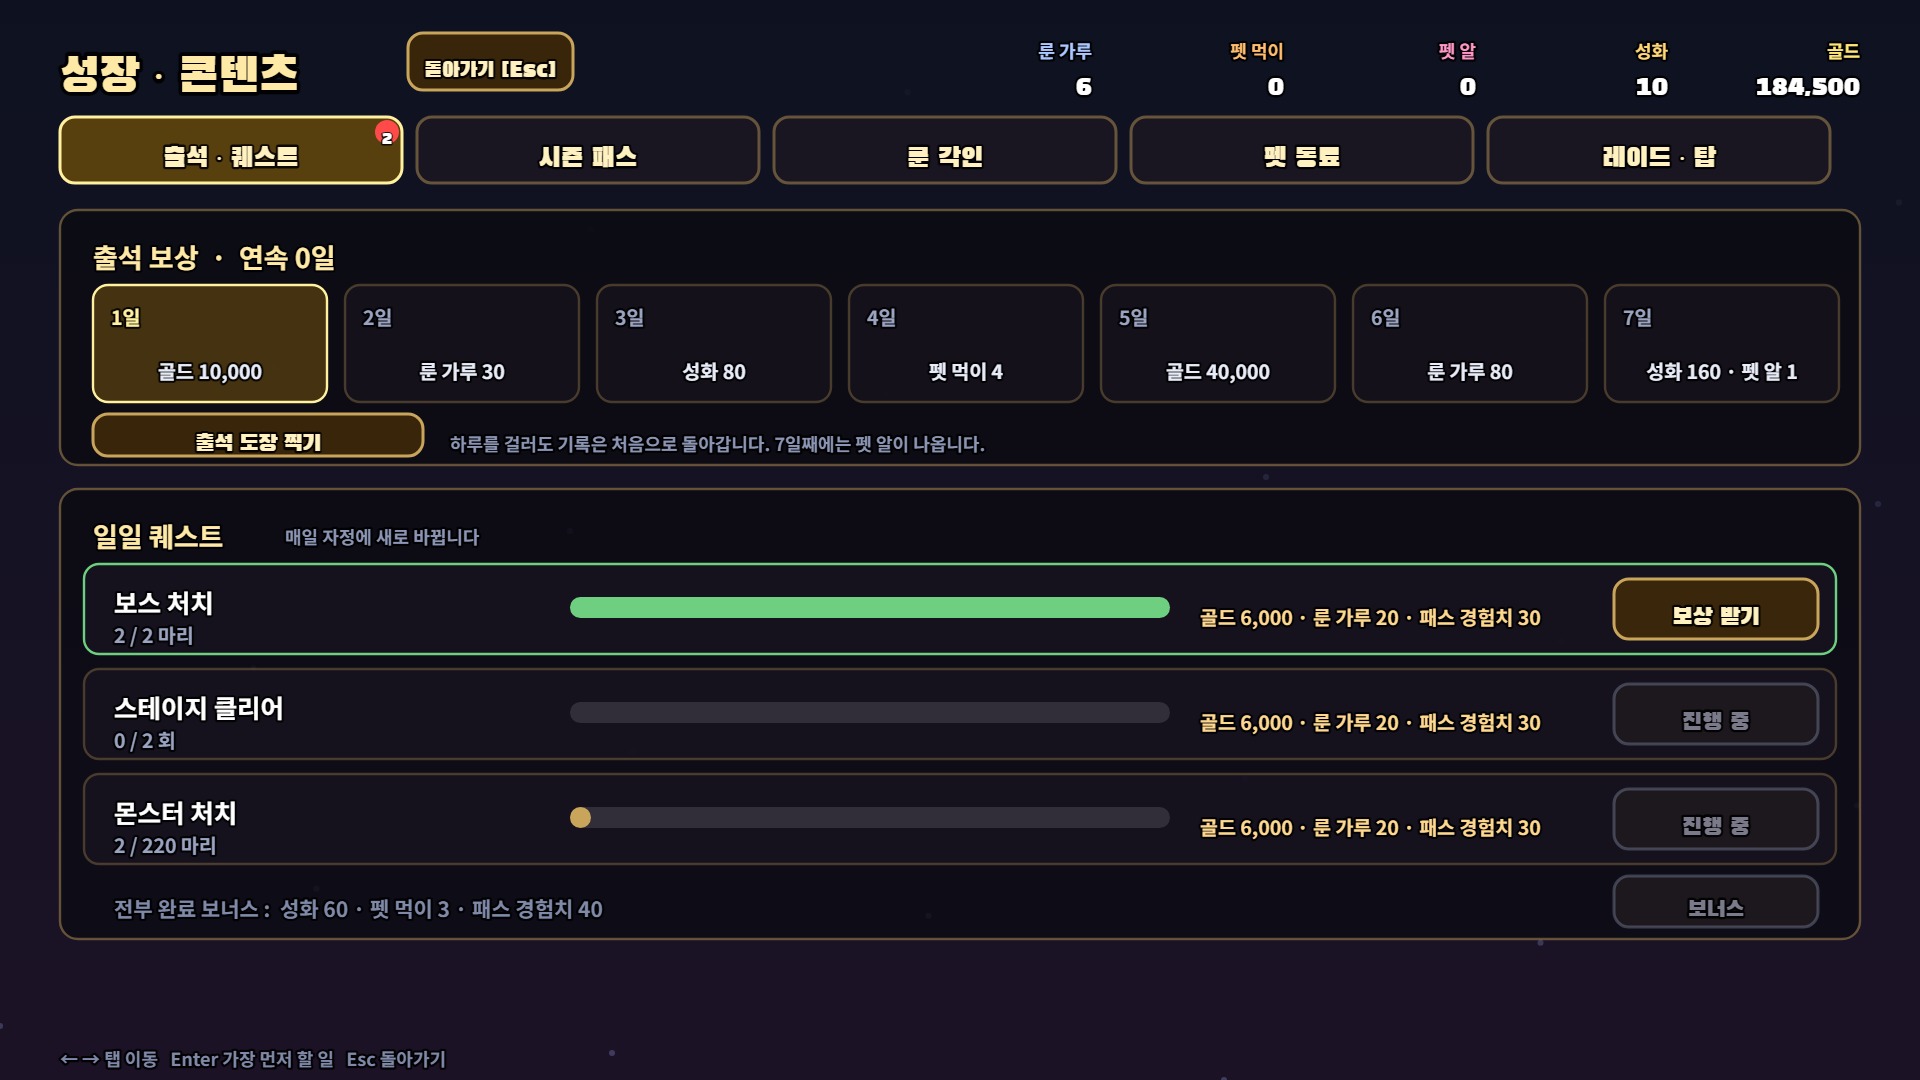 성장 · 콘텐츠
돌아가기 [Esc]
룬 가루
6
펫 먹이
0
펫 알
0
성화
10
골드
184,500
출석 · 퀘스트
2
시즌 패스
룬 각인
펫 동료
레이드 · 탑
출석 보상 · 연속 0일
1일
골드 10,000
2일
룬 가루 30
3일
성화 80
4일
펫 먹이 4
5일
골드 40,000
6일
룬 가루 80
7일
성화 160 · 펫 알 1
출석 도장 찍기
하루를 걸러도 기록은 처음으로 돌아갑니다. 7일째에는 펫 알이 나옵니다.
일일 퀘스트
매일 자정에 새로 바뀝니다
보스 처치
2 / 2 마리
골드 6,000 · 룬 가루 20 · 패스 경험치 30
보상 받기
스테이지 클리어
0 / 2 회
골드 6,000 · 룬 가루 20 · 패스 경험치 30
진행 중
몬스터 처치
2 / 220 마리
골드 6,000 · 룬 가루 20 · 패스 경험치 30
진행 중
전부 완료 보너스 : 성화 60 · 펫 먹이 3 · 패스 경험치 40
보너스
←→ 탭 이동 Enter 가장 먼저 할 일 Esc 돌아가기